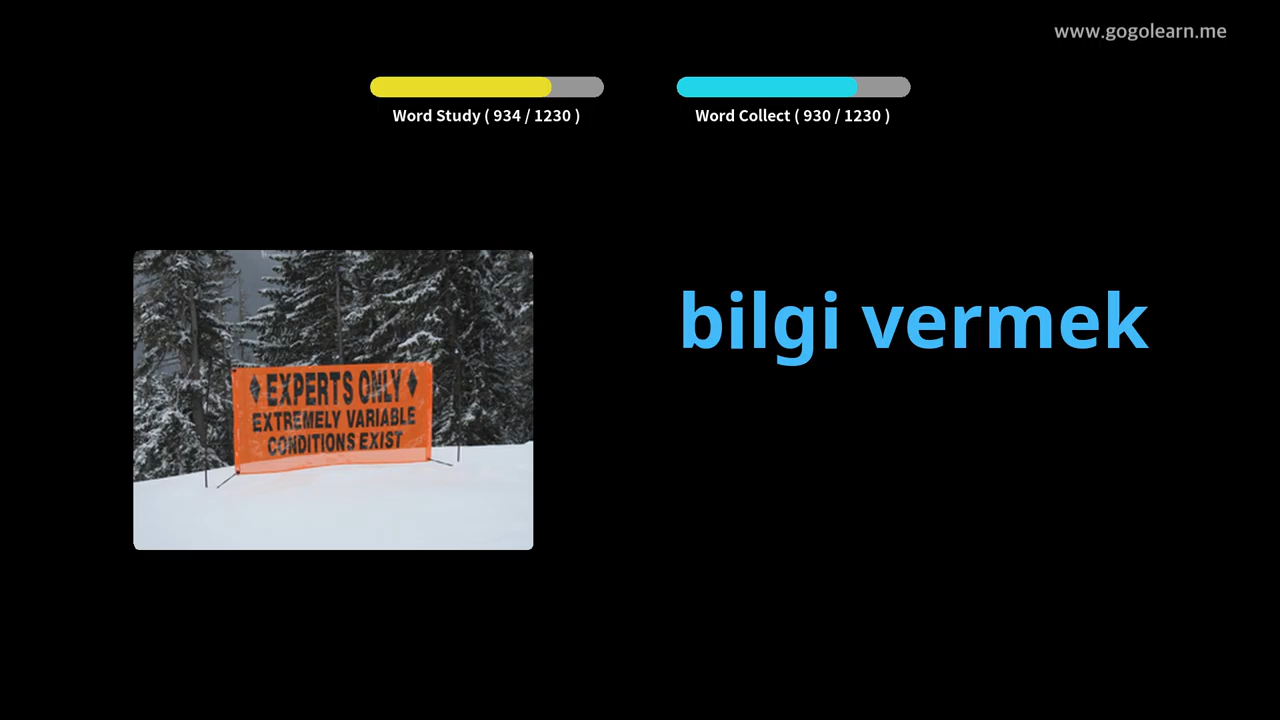 www.gogolearn.me
Word Study ( 934 / 1230 )
Word Collect ( 930 / 1230 )
bilgi vermek
EXPERTS ONLY
EXTREMELY VARIABLE
CONDITIONS EXIST